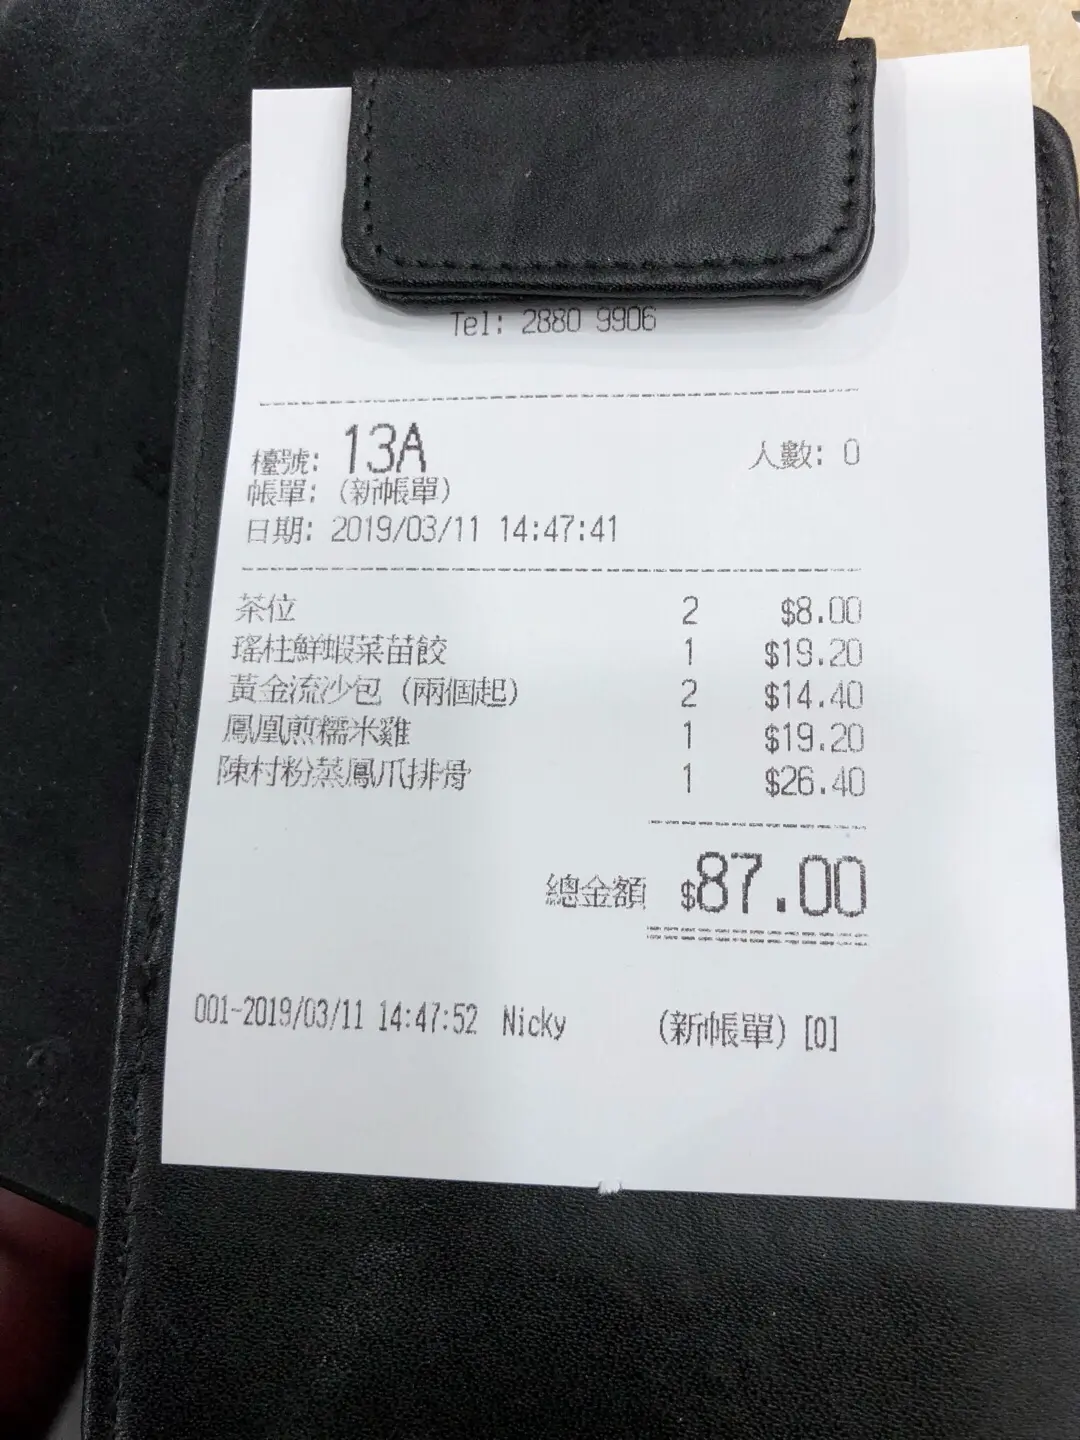 Tel: 2880 9906
檯號: 13A 人數: 0
帳單: (新帳單)
日期: 2019/03/11 14:47:41
茶位 2 $8.00
瑤柱鮮蝦菜苗餃 1 $19.20
黃金流沙包 (兩個起) 2 $14.40
鳳凰煎糯米雞 1 $19.20
陳村粉蒸鳳爪排骨 1 $26.40
總金額 $87.00
001-2019/03/11 14:47:52 Nicky (新帳單) [0]